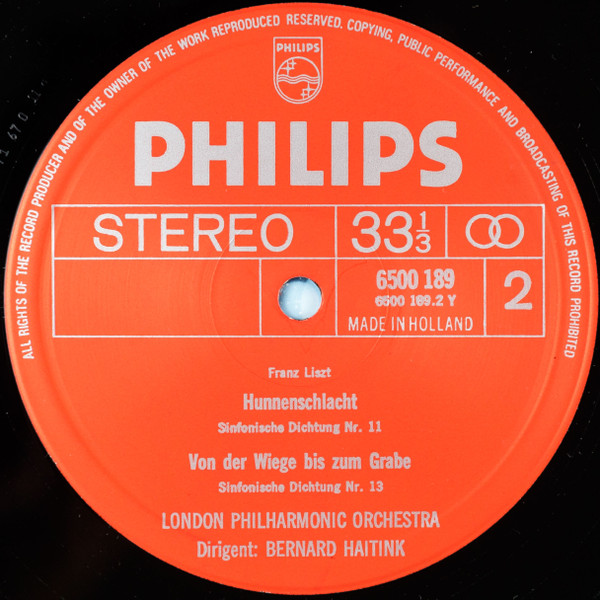 ALL RIGHTS OF THE RECORD PRODUCER AND OF THE OWNER OF THE WORK REPRODUCED RESERVED. COPYING, PUBLIC PERFORMANCE AND BROADCASTING OF THIS RECORD PROHIBITED
PHILIPS
PHILIPS
STEREO 33 1/3
6500 189
6500 189.2 Y
2
MADE IN HOLLAND
Franz Liszt
Hunnenschlacht
Sinfonische Dichtung Nr. 11
Von der Wiege bis zum Grabe
Sinfonische Dichtung Nr. 13
LONDON PHILHARMONIC ORCHESTRA
Dirigent: BERNARD HAITINK